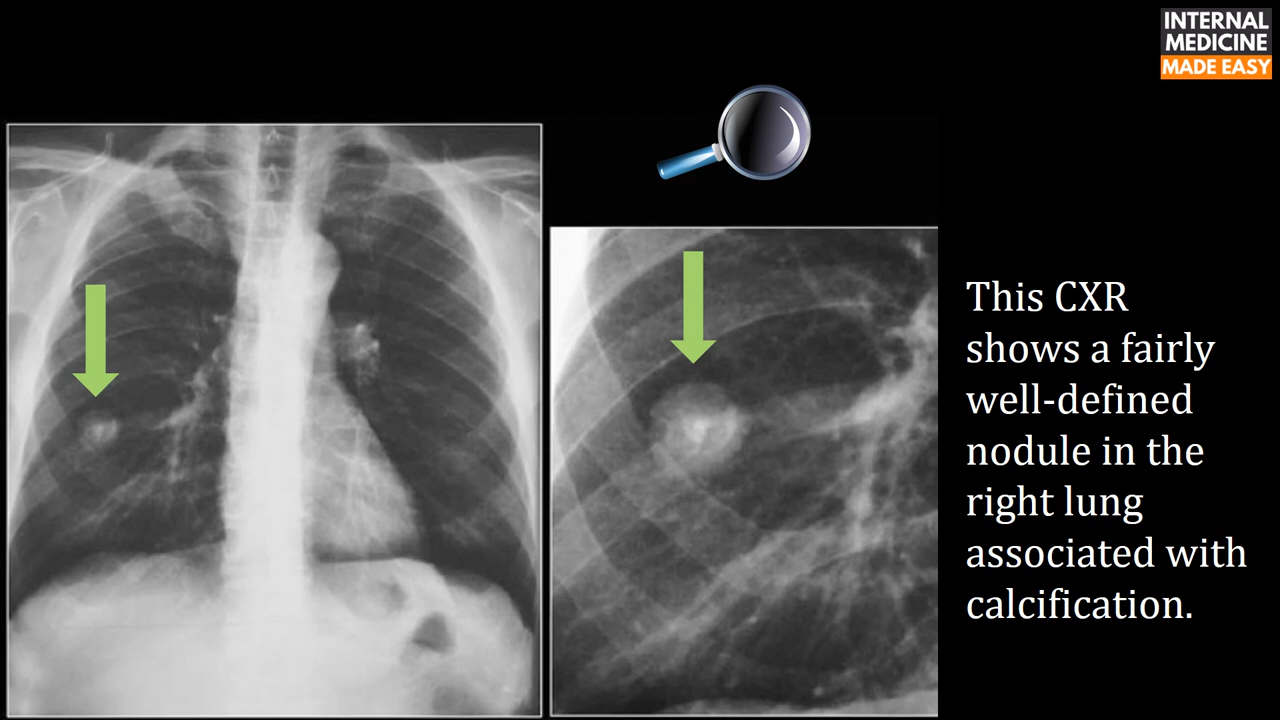 INTERNAL
MEDICINE
MADE EASY
This CXR
shows a fairly
well-defined
nodule in the
right lung
associated with
calcification.